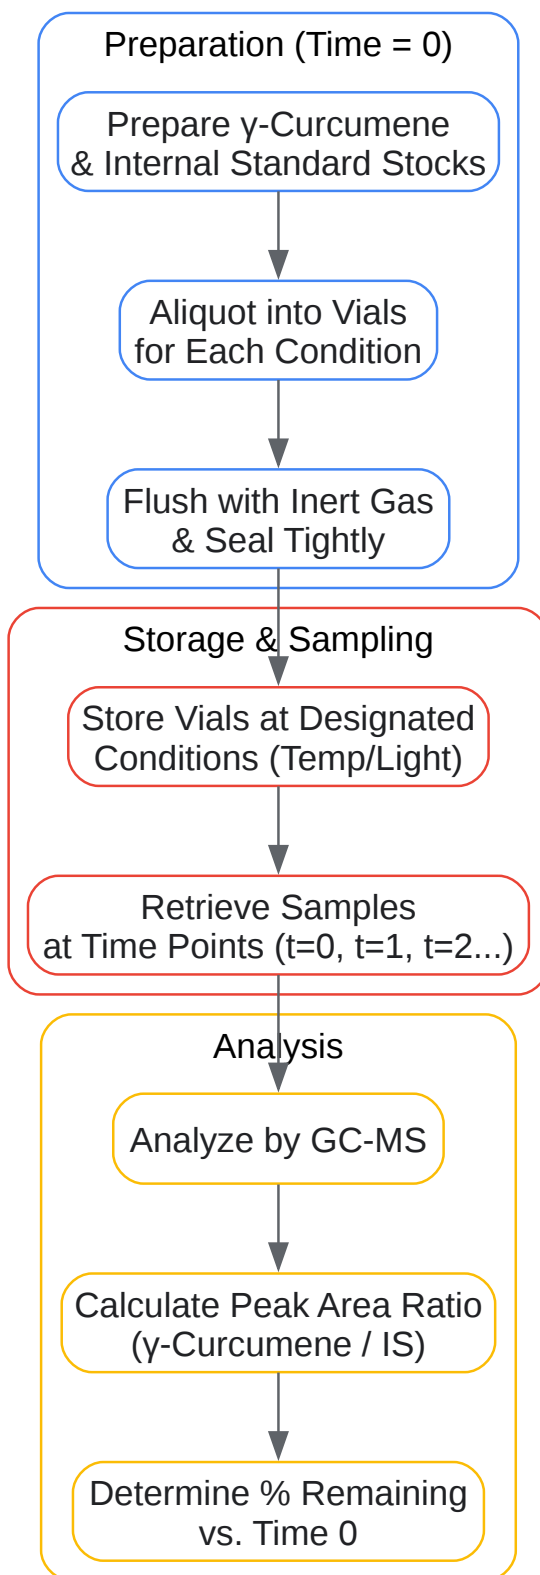 Preparation (Time = 0)
Prepare γ-Curcumene
& Internal Standard Stocks
Aliquot into Vials
for Each Condition
Flush with Inert Gas
& Seal Tightly
Storage & Sampling
Store Vials at Designated
Conditions (Temp/Light)
Retrieve Samples
at Time Points (t=0, t=1, t=2...)
Analysis
Analyze by GC-MS
Calculate Peak Area Ratio
(γ-Curcumene / IS)
Determine % Remaining
vs. Time 0